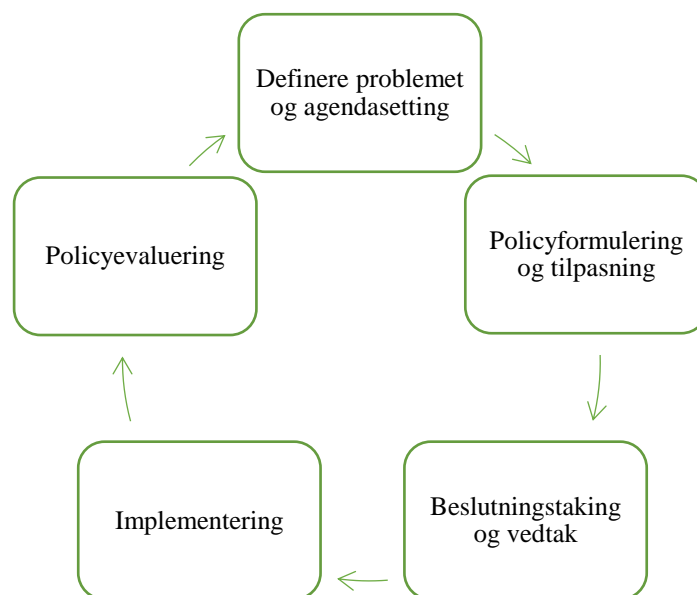 Definere problemet
og agendasetting
Policyformulering
og tilpasning
Beslutningstaking
og vedtak
Implementering
Policyevaluering